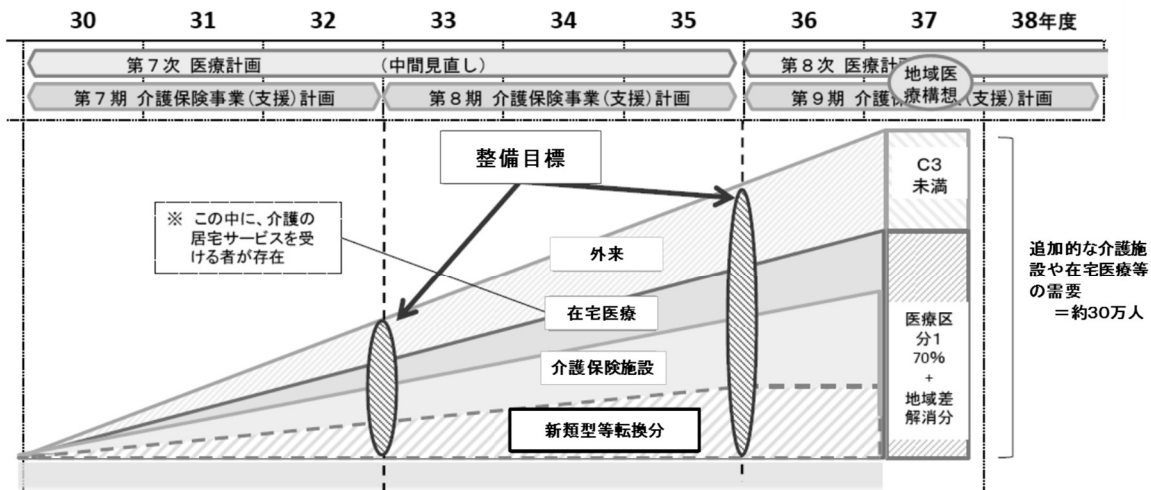 30 31 32 33 34 35 36 37 38年度
第7次 医療計画 (中間見直し) 第8次 医療計
第7期 介護保険事業(支援)計画 第8期 介護保険事業(支援)計画 第9期 介護保 (支援)計画
地域医
療構想
整備目標
C3
未満
※ この中に、介護の
居宅サービスを受
ける者が存在
外来
在宅医療
介護保険施設
新類型等転換分
医療区
分1
70%
+
地域差
解消分
追加的な介護施
設や在宅医療等
の需要
=約30万人